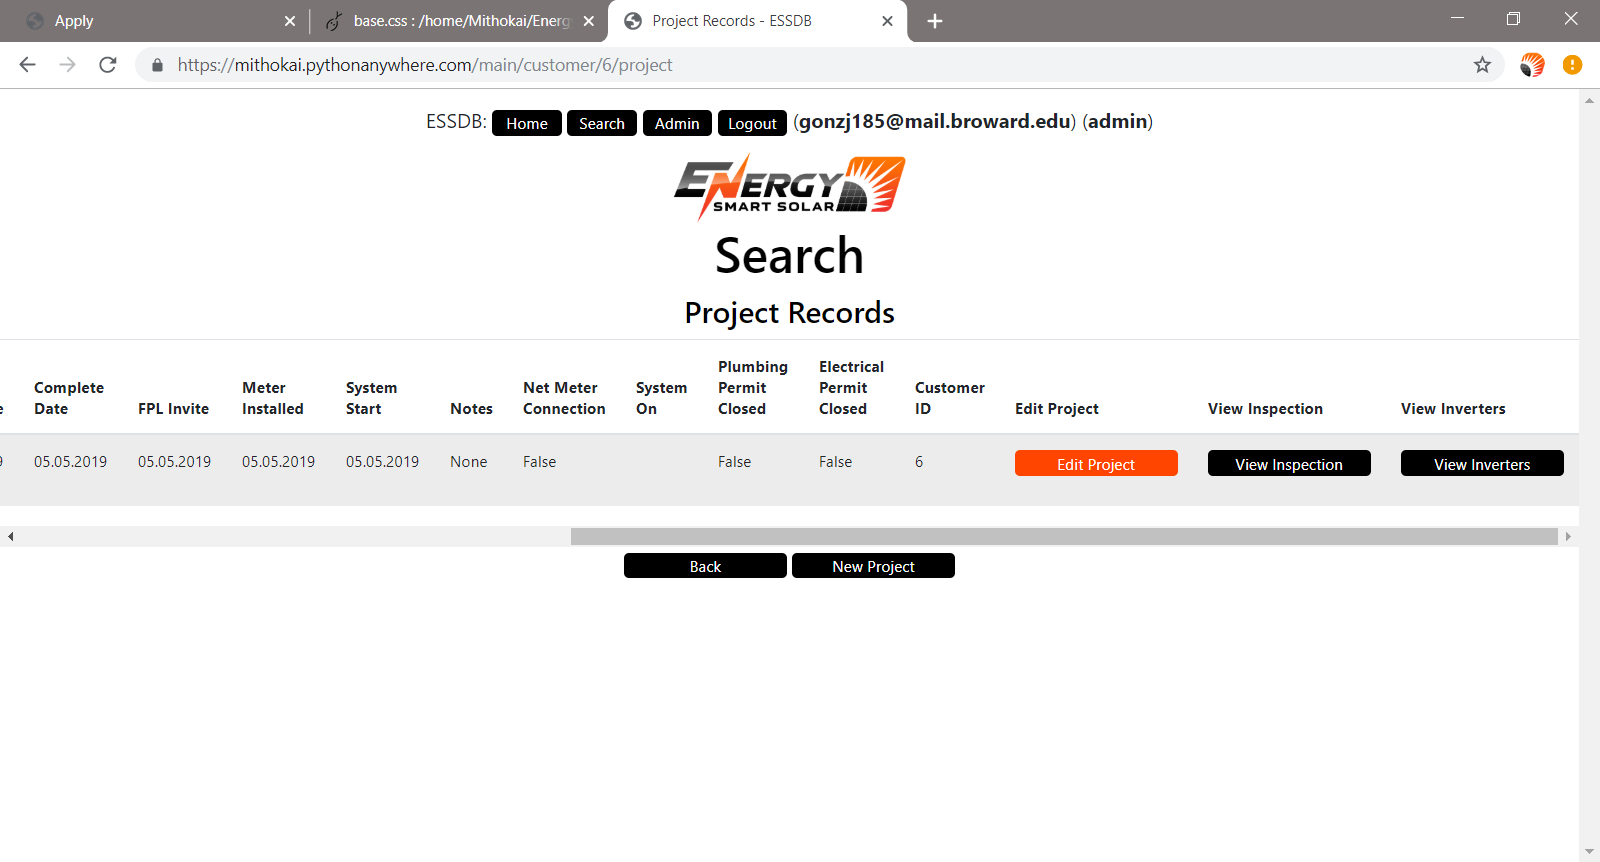 Apply
base.css : /home/Mithokai/Energ
Project Records - ESSDB
https://mithokai.pythonanywhere.com/main/customer/6/project
ESSDB: Home Search Admin Logout (gonzj185@mail.broward.edu) (admin)
ENERGY
SMART SOLAR
Search
Project Records
e Complete Date FPL Invite Meter Installed System Start Notes Net Meter Connection System On Plumbing Permit Closed Electrical Permit Closed Customer ID Edit Project View Inspection View Inverters
9 05.05.2019 05.05.2019 05.05.2019 05.05.2019 None False False False 6 Edit Project View Inspection View Inverters
Back New Project